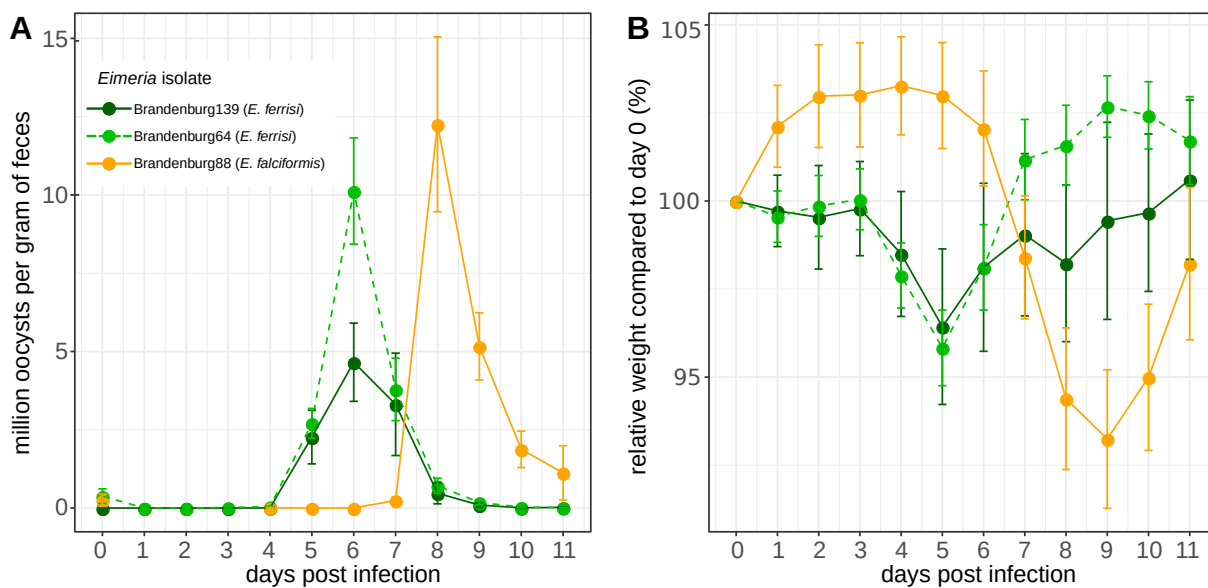 A
million oocysts per gram of feces
15
10
5
0
Eimeria isolate
Brandenburg139 (E. ferrisi)
Brandenburg64 (E. ferrisi)
Brandenburg88 (E. falciformis)
0 1 2 3 4 5 6 7 8 9 10 11
days post infection
B
relative weight compared to day 0 (%)
105
100
95
0 1 2 3 4 5 6 7 8 9 10 11
days post infection